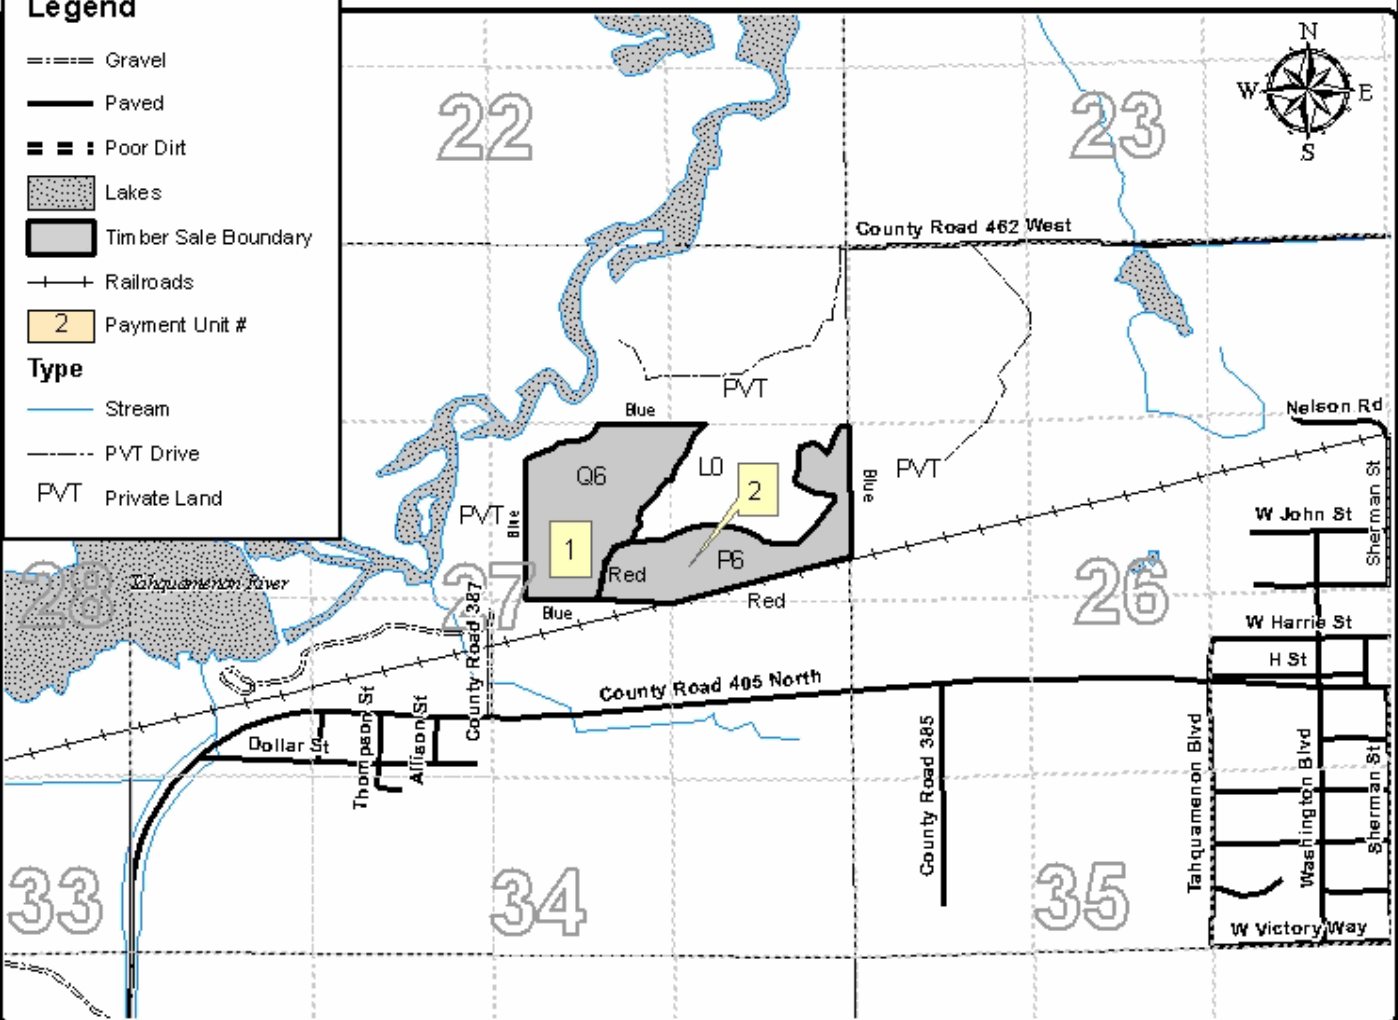 Legend
Gravel
Paved
Poor Dirt
Lakes
Timber Sale Boundary
Railroads
2
Payment Unit #
Type
Stream
PVT Drive
PVT
Private Land
22
23
N
W
E
S
County Road 462 West
PVT
Blue
Nelson Rd
Q6
L0
2
Blue
PVT
PVT
Blue
1
P6
Red
Blue
Red
W John St
Sherman St
28
Tahquamenon River
27
26
County Road 387
W Harris St
H St
County Road 405 North
Dollar St
Thompson St
Allison St
County Road 385
Tahquamenon Blvd
Washington Blvd
Sherman St
33
34
35
W Victory Way